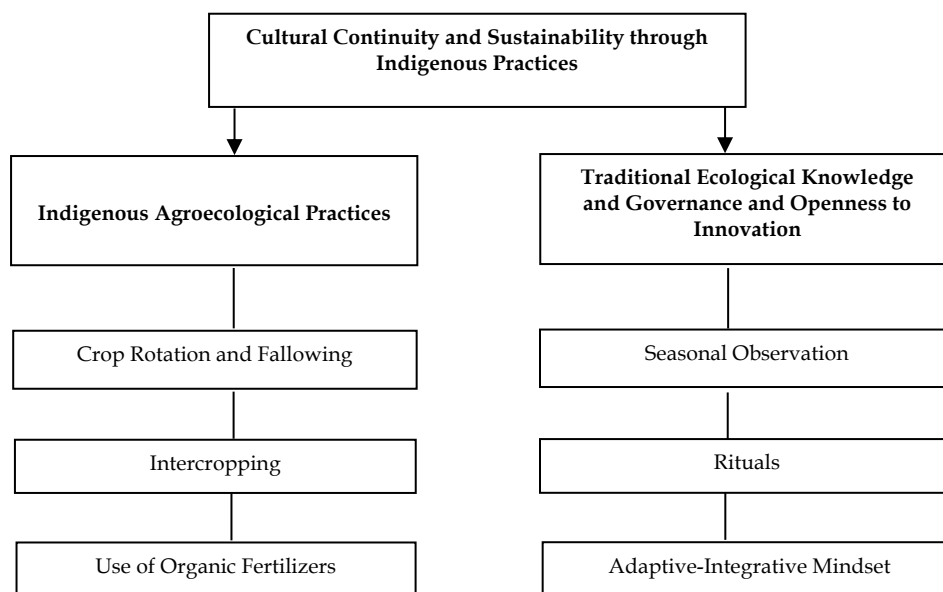 Cultural Continuity and Sustainability through
Indigenous Practices
Indigenous Agroecological Practices
Traditional Ecological Knowledge
and Governance and Openness to
Innovation
Crop Rotation and Fallowing
Seasonal Observation
Intercropping
Rituals
Use of Organic Fertilizers
Adaptive-Integrative Mindset